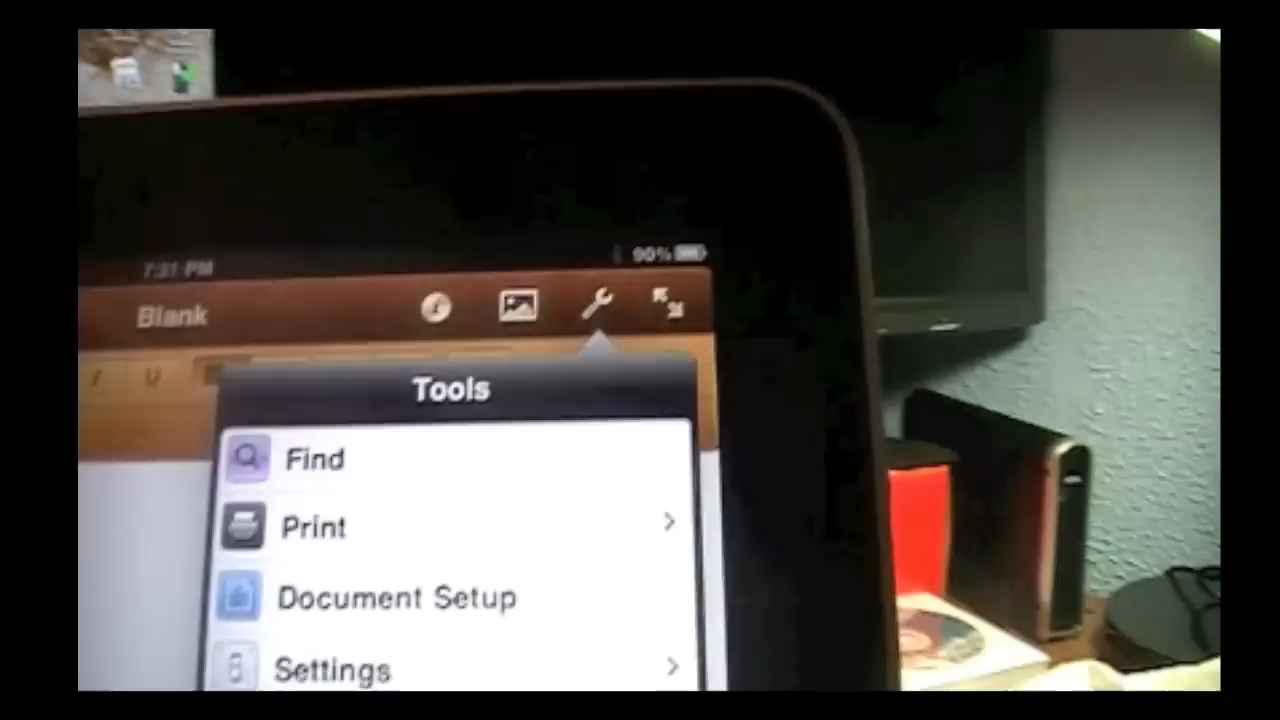 7:31 PM
90%
Blank
I U
Tools
Find
Print
Document Setup
Settings